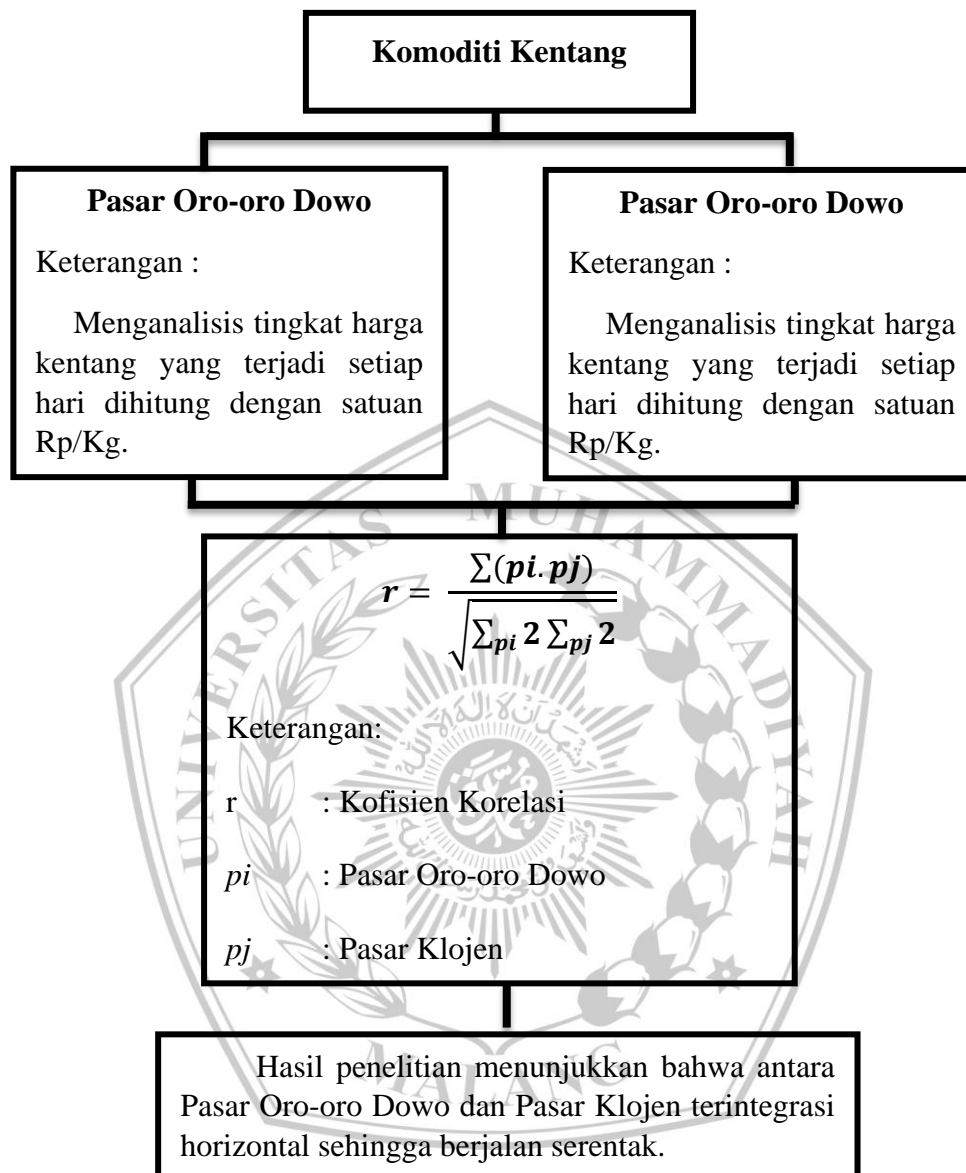 Komoditi Kentang
Pasar Oro-oro Dowo
Keterangan :
Menganalisis tingkat harga
kentang yang terjadi setiap
hari dihitung dengan satuan
Rp/Kg.
Pasar Oro-oro Dowo
Keterangan :
Menganalisis tingkat harga
kentang yang terjadi setiap
hari dihitung dengan satuan
Rp/Kg.
r = ∑(pi.pj) / √∑pi 2 ∑pj 2
Keterangan:
r : Kofisien Korelasi
pi : Pasar Oro-oro Dowo
pj : Pasar Klojen
Hasil penelitian menunjukkan bahwa antara
Pasar Oro-oro Dowo dan Pasar Klojen terintegrasi
horizontal sehingga berjalan serentak.
UNIVERSITAS MUHAMMADIYAH
MALANG